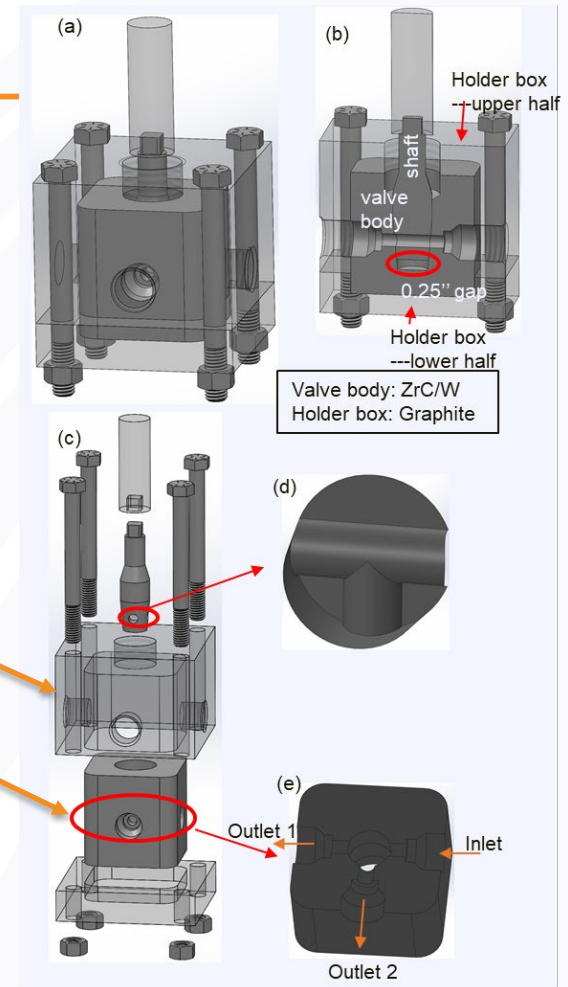 (a)
(b)
Holder box
---upper half
shaft
valve
body
0.25’’ gap
Holder box
---lower half
Valve body: ZrC/W
Holder box: Graphite
(c)
(d)
(e)
Outlet 1
Inlet
Outlet 2